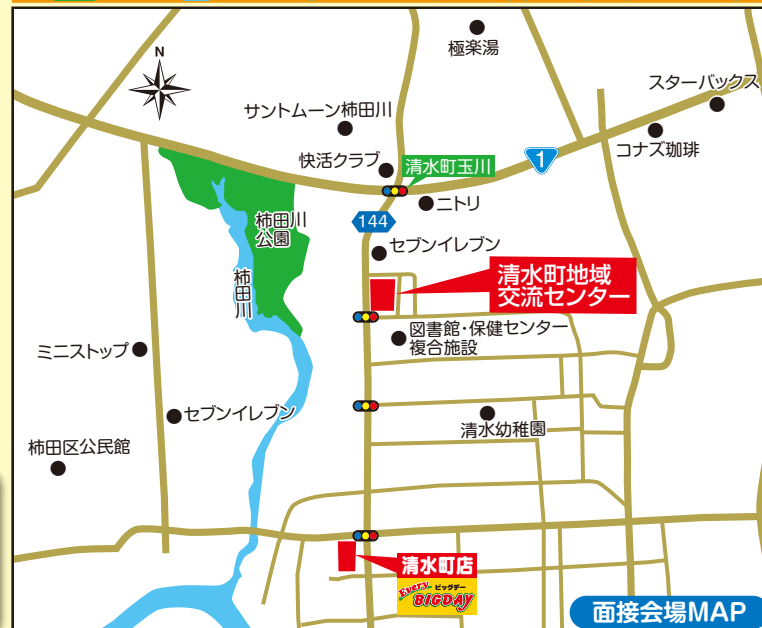 極楽湯
N
スターバックス
サントムーン柿田川
コナズ珈琲
快活クラブ
清水町玉川
1
ニトリ
144
柿田川
公園
セブンイレブン
清水町地域
交流センター
柿田川
図書館・保健センター
複合施設
ミニストップ
セブンイレブン
清水幼稚園
柿田区公民館
清水町店
Every ビッグデー
BIGDAY
面接会場MAP